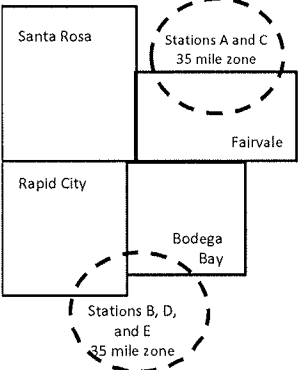 Santa Rosa
Stations A and C
35 mile zone
Fairvale
Rapid City
Bodega
Bay
Stations B, D,
and E
35 mile zone